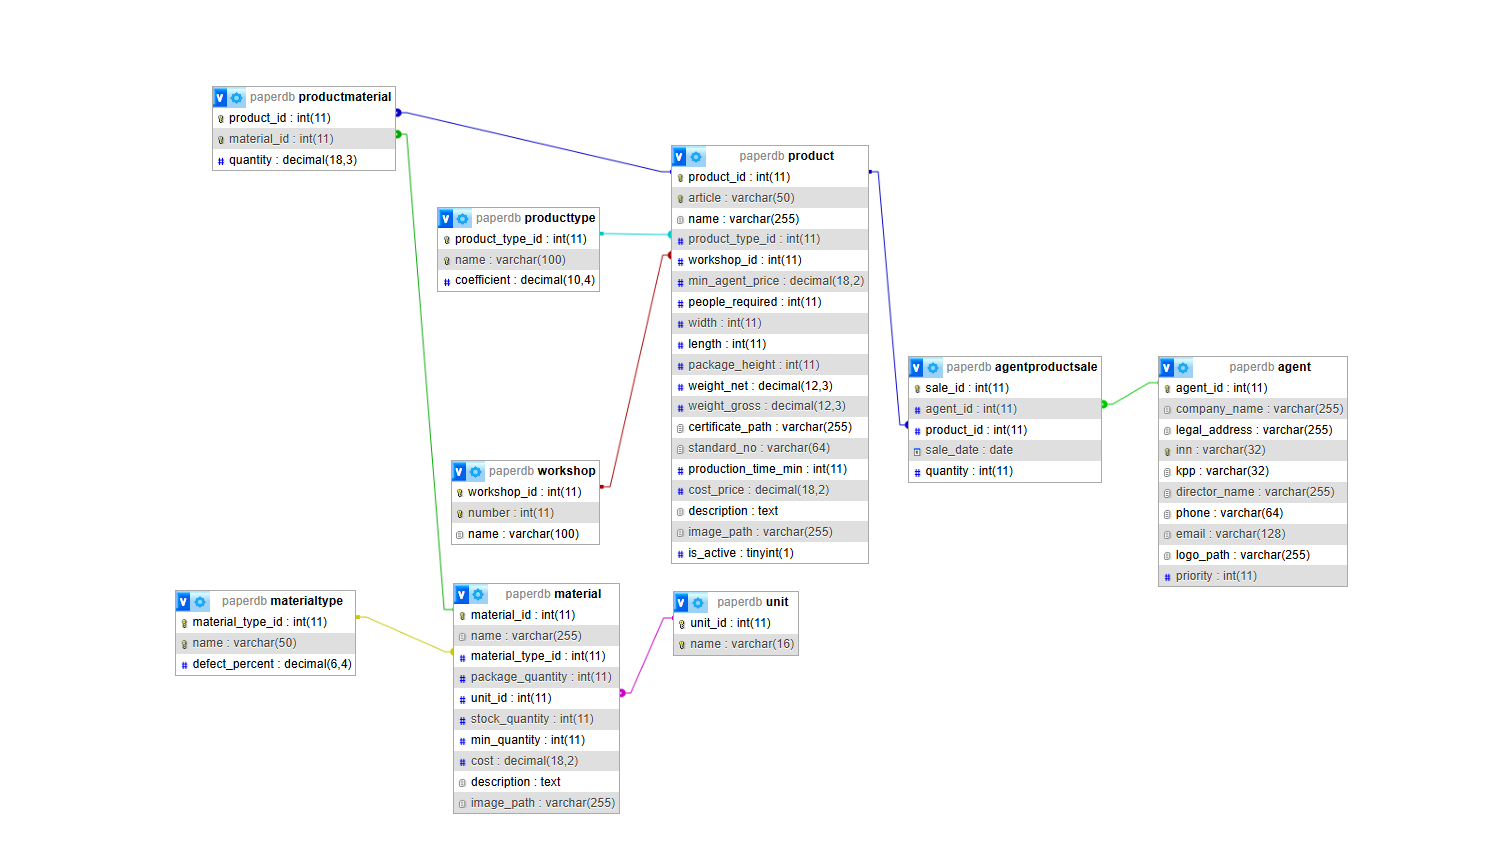 V paperdb productmaterial
product_id : int(11)
material_id : int(11)
# quantity : decimal(18,3)
V paperdb producttype
product_type_id : int(11)
name : varchar(100)
# coefficient : decimal(10,4)
V paperdb product
product_id : int(11)
article : varchar(50)
name : varchar(255)
# product_type_id : int(11)
# workshop_id : int(11)
# min_agent_price : decimal(18,2)
# people_required : int(11)
# width : int(11)
# length : int(11)
# package_height : int(11)
# weight_net : decimal(12,3)
# weight_gross : decimal(12,3)
certificate_path : varchar(255)
standard_no : varchar(64)
# production_time_min : int(11)
# cost_price : decimal(18,2)
description : text
image_path : varchar(255)
# is_active : tinyint(1)
V paperdb agentproductsale
sale_id : int(11)
# agent_id : int(11)
# product_id : int(11)
sale_date : date
# quantity : int(11)
V paperdb agent
agent_id : int(11)
company_name : varchar(255)
legal_address : varchar(255)
inn : varchar(32)
kpp : varchar(32)
director_name : varchar(255)
phone : varchar(64)
email : varchar(128)
logo_path : varchar(255)
# priority : int(11)
V paperdb workshop
workshop_id : int(11)
number : int(11)
name : varchar(100)
V paperdb materialtype
material_type_id : int(11)
name : varchar(50)
# defect_percent : decimal(6,4)
V paperdb material
material_id : int(11)
name : varchar(255)
# material_type_id : int(11)
# package_quantity : int(11)
# unit_id : int(11)
# stock_quantity : int(11)
# min_quantity : int(11)
# cost : decimal(18,2)
description : text
image_path : varchar(255)
V paperdb unit
unit_id : int(11)
name : varchar(16)